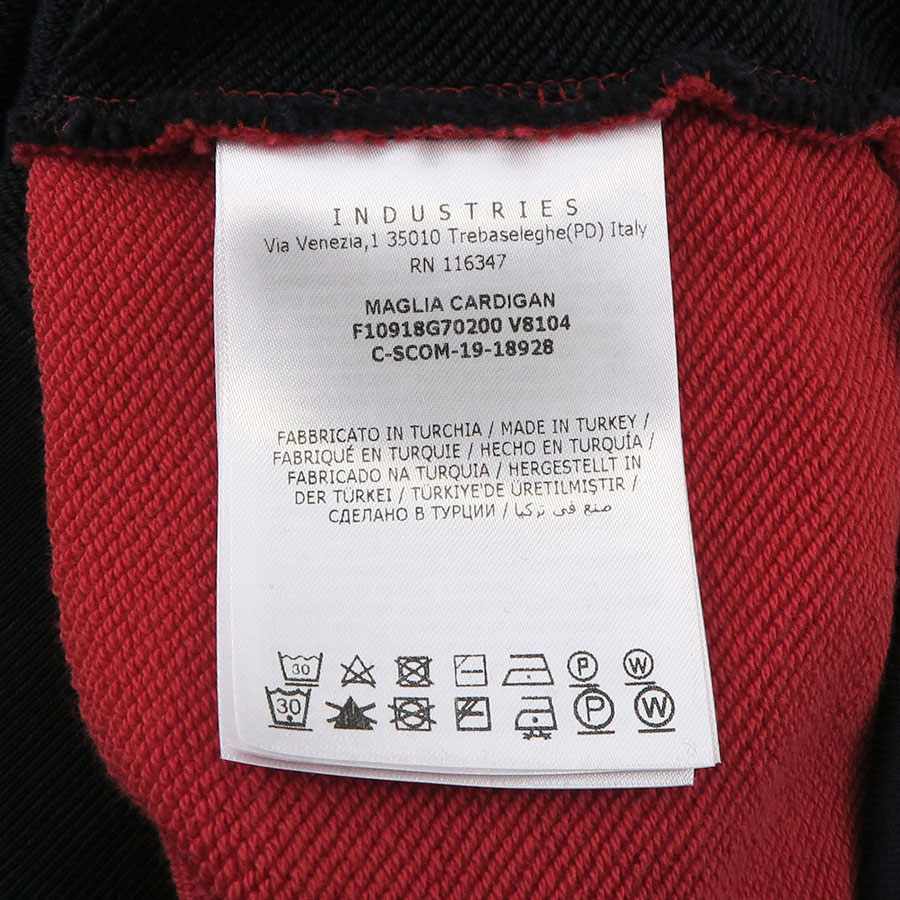 INDUSTRIES
Via Venezia,1 35010 Trebaseleghe(PD) Italy
RN 116347
MAGLIA CARDIGAN
F10918G70200 V8104
C-SCOM-19-18928
FABBRICATO IN TURCHIA / MADE IN TURKEY /
FABRIQUÉ EN TURQUIE / HECHO EN TURQUÍA /
FABRICADO NA TURQUIA / HERGESTELLT IN
DER TÜRKEI / TÜRKIYE'DE ÜRETILMIŞTIR /
СДЕЛАНО В ТУРЦИИ / صنع في تركيا
30 P W
30 P W